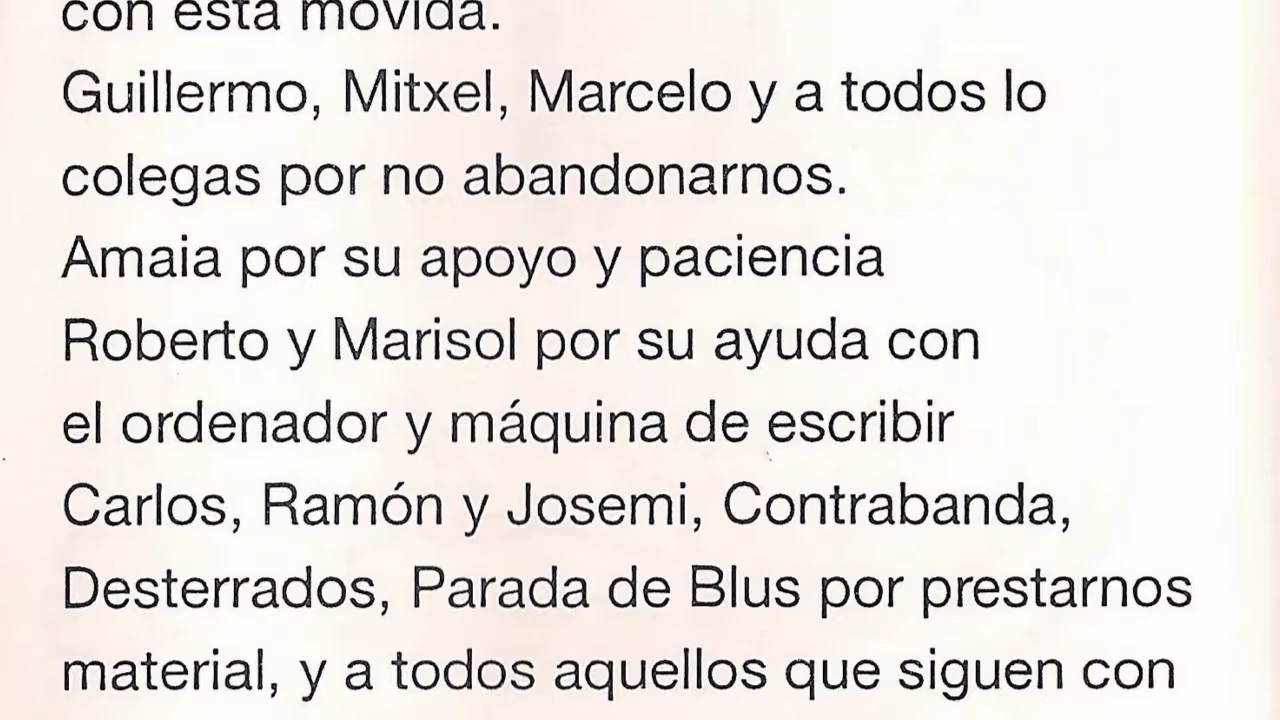 con esta movida.
Guillermo, Mitxel, Marcelo y a todos lo
colegas por no abandonarnos.
Amaia por su apoyo y paciencia
Roberto y Marisol por su ayuda con
el ordenador y máquina de escribir
Carlos, Ramón y Josemi, Contrabanda,
Desterrados, Parada de Blus por prestarnos
material, y a todos aquellos que siguen con